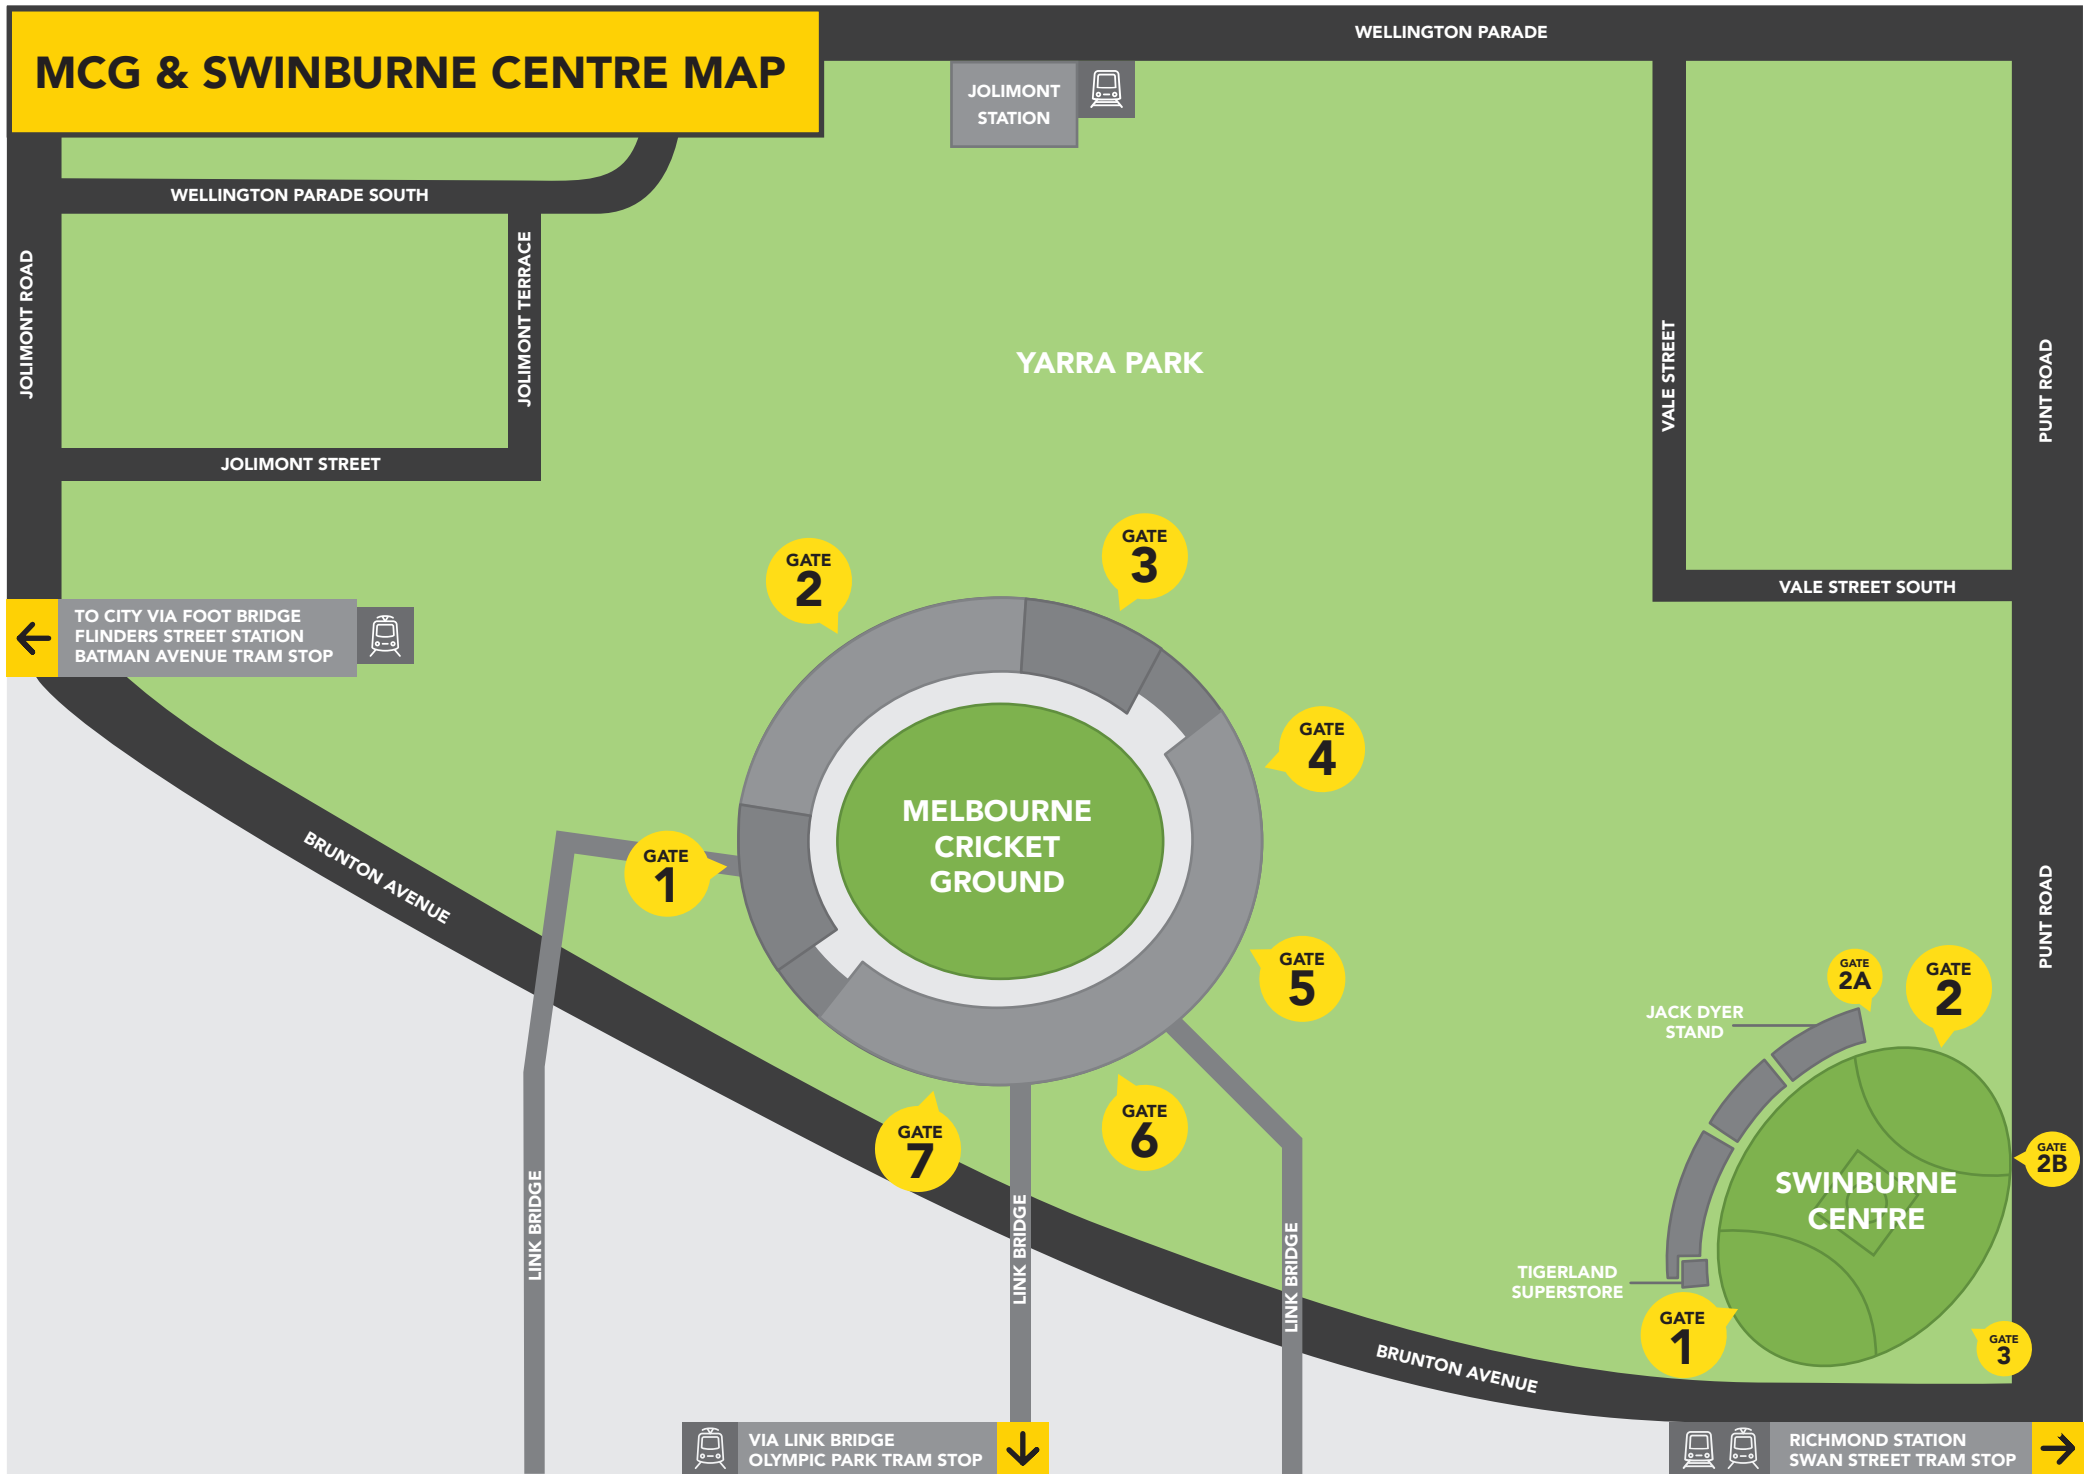 MCG & SWINBURNE CENTRE MAP
WELLINGTON PARADE
JOLIMONT
STATION
WELLINGTON PARADE SOUTH
JOLIMONT ROAD
JOLIMONT TERRACE
JOLIMONT STREET
YARRA PARK
VALE STREET
PUNT ROAD
VALE STREET SOUTH
TO CITY VIA FOOT BRIDGE
FLINDERS STREET STATION
BATMAN AVENUE TRAM STOP
GATE
2
GATE
3
GATE
4
GATE
1
MELBOURNE
CRICKET
GROUND
GATE
5
GATE
6
GATE
7
BRUNTON AVENUE
LINK BRIDGE
LINK BRIDGE
LINK BRIDGE
PUNT ROAD
GATE
2A
GATE
2
JACK DYER
STAND
GATE
2B
SWINBURNE
CENTRE
TIGERLAND
SUPERSTORE
GATE
1
GATE
3
BRUNTON AVENUE
VIA LINK BRIDGE
OLYMPIC PARK TRAM STOP
RICHMOND STATION
SWAN STREET TRAM STOP